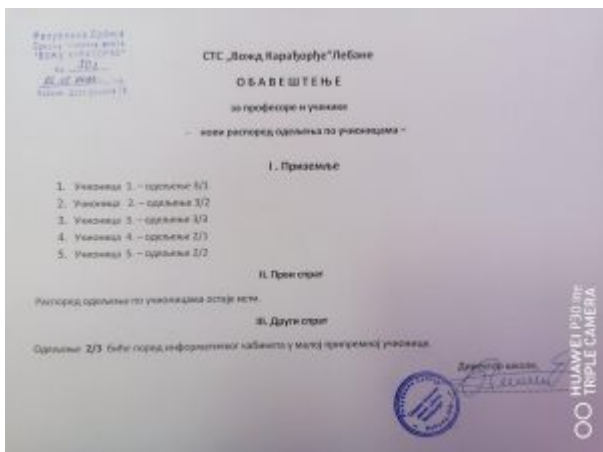 Република Србија
СТС „Вожд Карађорђе“ Лебане
О Б А В Е Ш Т Е Њ Е
за професоре и ученике
- нови распоред одељења по учионицама –
I . Приземље
1. Учионица 1. – одељење
2. Учионица 2. – одељење 3/2
3. Учионица 3. – одељење 3/3
4. Учионица 4. – одељење 2/1
5. Учионица 5. – одељење 2/2
II. Први спрат
Распоред одељења по учионицама остаје исти.
III. Други спрат
Одељење 2/3 биће поред информатичког кабинета у малој припремној учионици.
Директор школе,
HUAWEI P30 lite
TRIPLE CAMERA